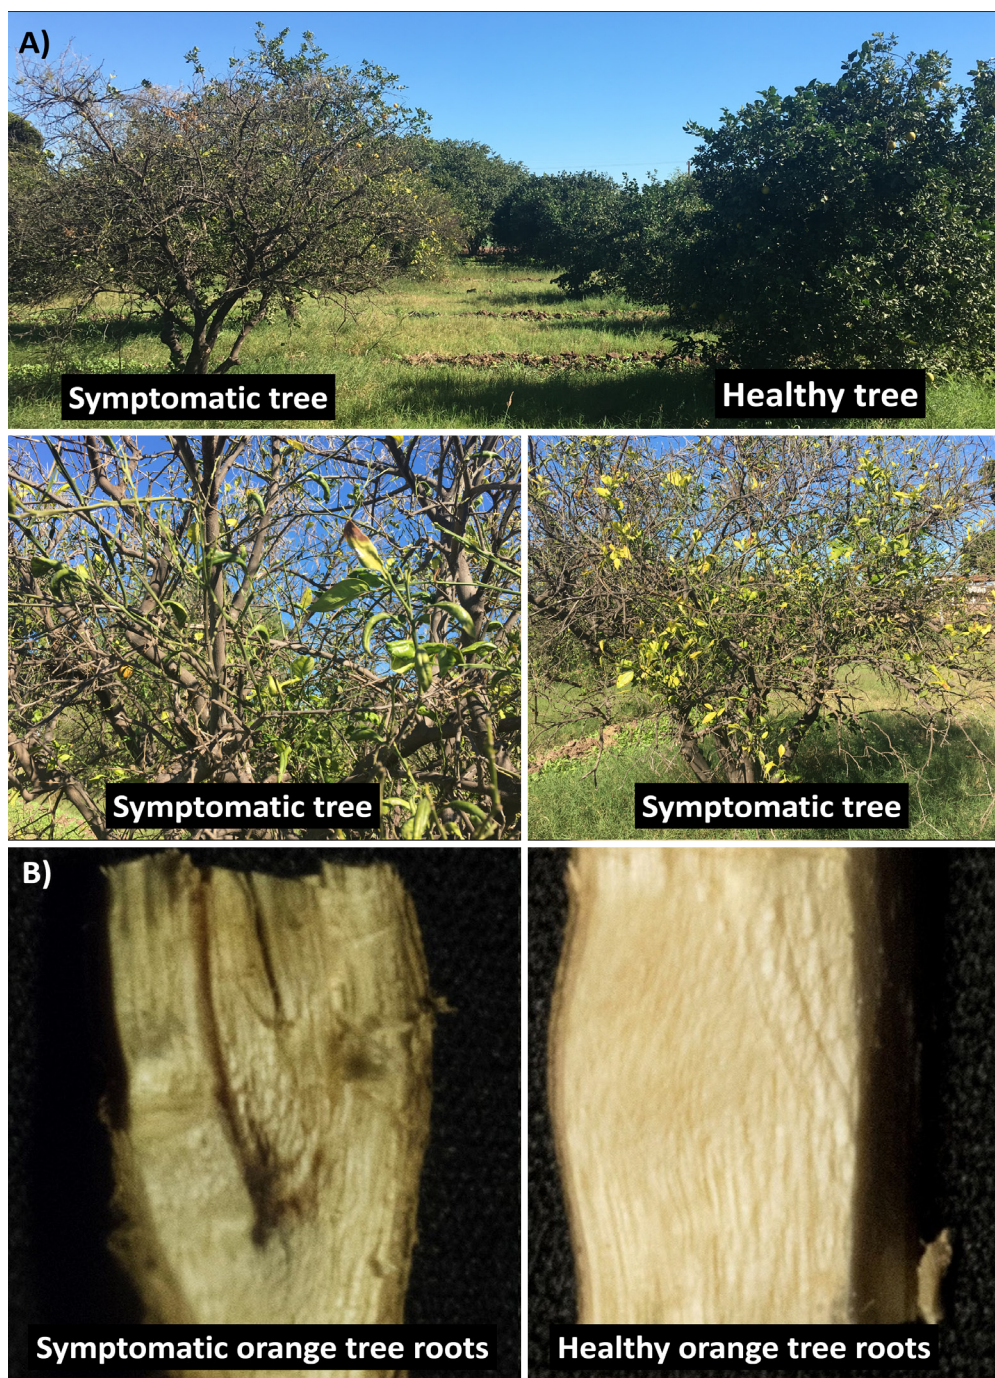 A)
Symptomatic tree
Healthy tree
Symptomatic tree
Symptomatic tree
B)
Symptomatic orange tree roots
Healthy orange tree roots